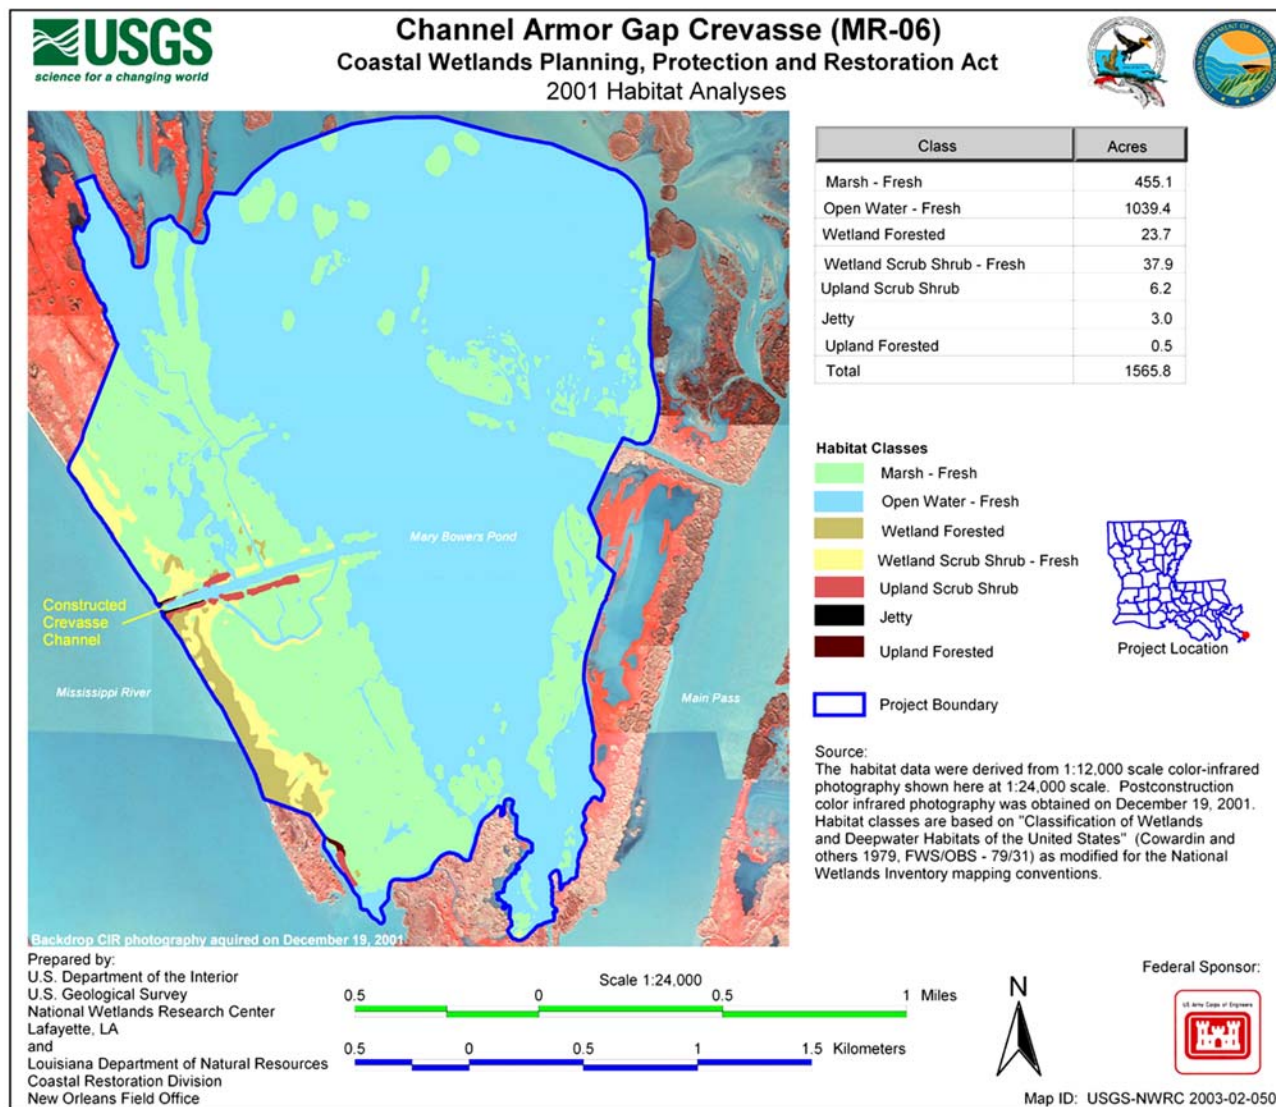 USGS
science for a changing world
Channel Armor Gap Crevasse (MR-06)
Coastal Wetlands Planning, Protection and Restoration Act
2001 Habitat Analyses
Class Acres
Marsh - Fresh 455.1
Open Water - Fresh 1039.4
Wetland Forested 23.7
Wetland Scrub Shrub - Fresh 37.9
Upland Scrub Shrub 6.2
Jetty 3.0
Upland Forested 0.5
Total 1565.8
Habitat Classes
Marsh - Fresh
Open Water - Fresh
Wetland Forested
Wetland Scrub Shrub - Fresh
Upland Scrub Shrub
Jetty
Upland Forested
Project Boundary
Project Location
Mary Bowers Pond
Constructed
Crevasse
Channel
Mississippi River
Main Pass
Backdrop CIR photography aquired on December 19, 2001
Source:
The habitat data were derived from 1:12,000 scale color-infrared
photography shown here at 1:24,000 scale. Postconstruction
color infrared photography was obtained on December 19, 2001.
Habitat classes are based on "Classification of Wetlands
and Deepwater Habitats of the United States" (Cowardin and
others 1979, FWS/OBS - 79/31) as modified for the National
Wetlands Inventory mapping conventions.
Prepared by:
U.S. Department of the Interior
U.S. Geological Survey
National Wetlands Research Center
Lafayette, LA
and
Louisiana Department of Natural Resources
Coastal Restoration Division
New Orleans Field Office
Scale 1:24,000
0.5 0 0.5 1 Miles
0.5 0 0.5 1 1.5 Kilometers
N
Federal Sponsor:
US Army Corps of Engineers
Map ID: USGS-NWRC 2003-02-050